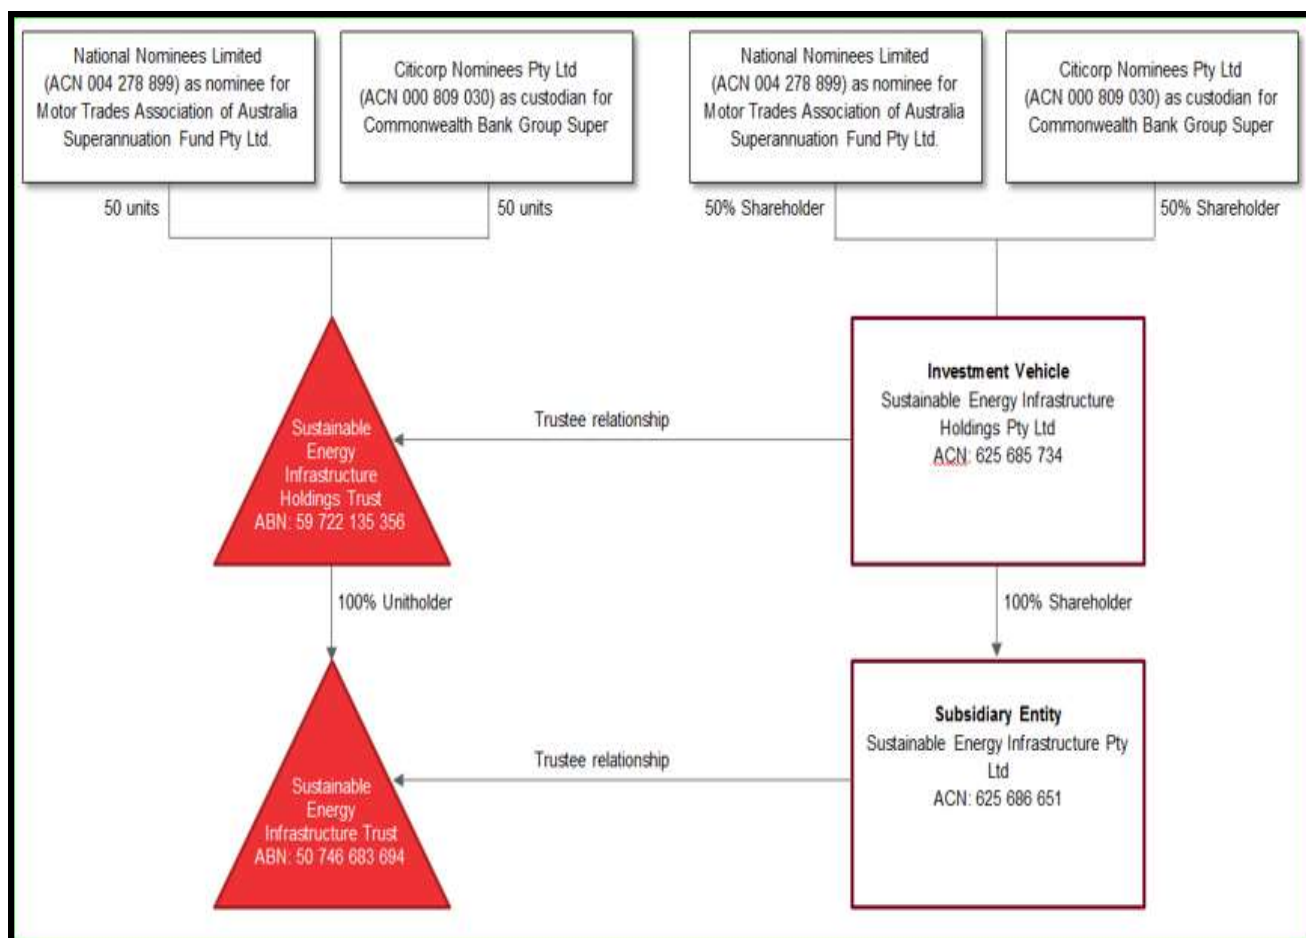 National Nominees Limited
(ACN 004 278 899) as nominee for
Motor Trades Association of Australia
Superannuation Fund Pty Ltd.
Citicorp Nominees Pty Ltd
(ACN 000 809 030) as custodian for
Commonwealth Bank Group Super
National Nominees Limited
(ACN 004 278 899) as nominee for
Motor Trades Association of Australia
Superannuation Fund Pty Ltd.
Citicorp Nominees Pty Ltd
(ACN 000 809 030) as custodian for
Commonwealth Bank Group Super
50 units
50 units
50% Shareholder
50% Shareholder
Sustainable
Energy
Infrastructure
Holdings Trust
ABN: 59 722 135 356
Trustee relationship
Investment Vehicle
Sustainable Energy Infrastructure
Holdings Pty Ltd
ACN: 625 685 734
100% Unitholder
100% Shareholder
Sustainable
Energy
Infrastructure Trust
ABN: 50 746 683 694
Trustee relationship
Subsidiary Entity
Sustainable Energy Infrastructure Pty
Ltd
ACN: 625 686 651